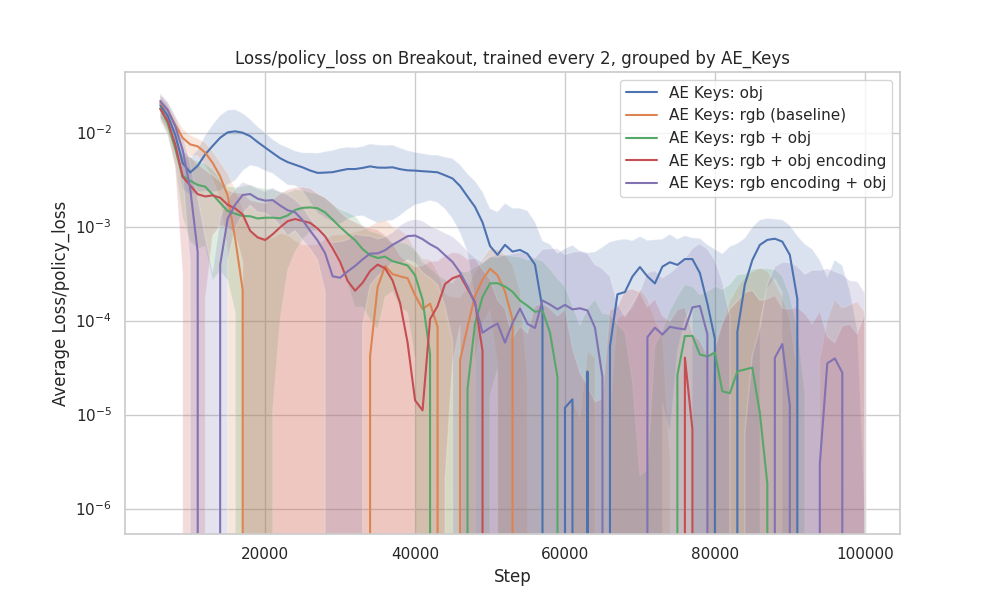 Loss/policy_loss on Breakout, trained every 2, grouped by AE_Keys
AE Keys: obj
AE Keys: rgb (baseline)
AE Keys: rgb + obj
AE Keys: rgb + obj encoding
AE Keys: rgb encoding + obj
Average Loss/policy_loss
10⁻²
10⁻³
10⁻⁴
10⁻⁵
10⁻⁶
20000 40000 60000 80000 100000
Step